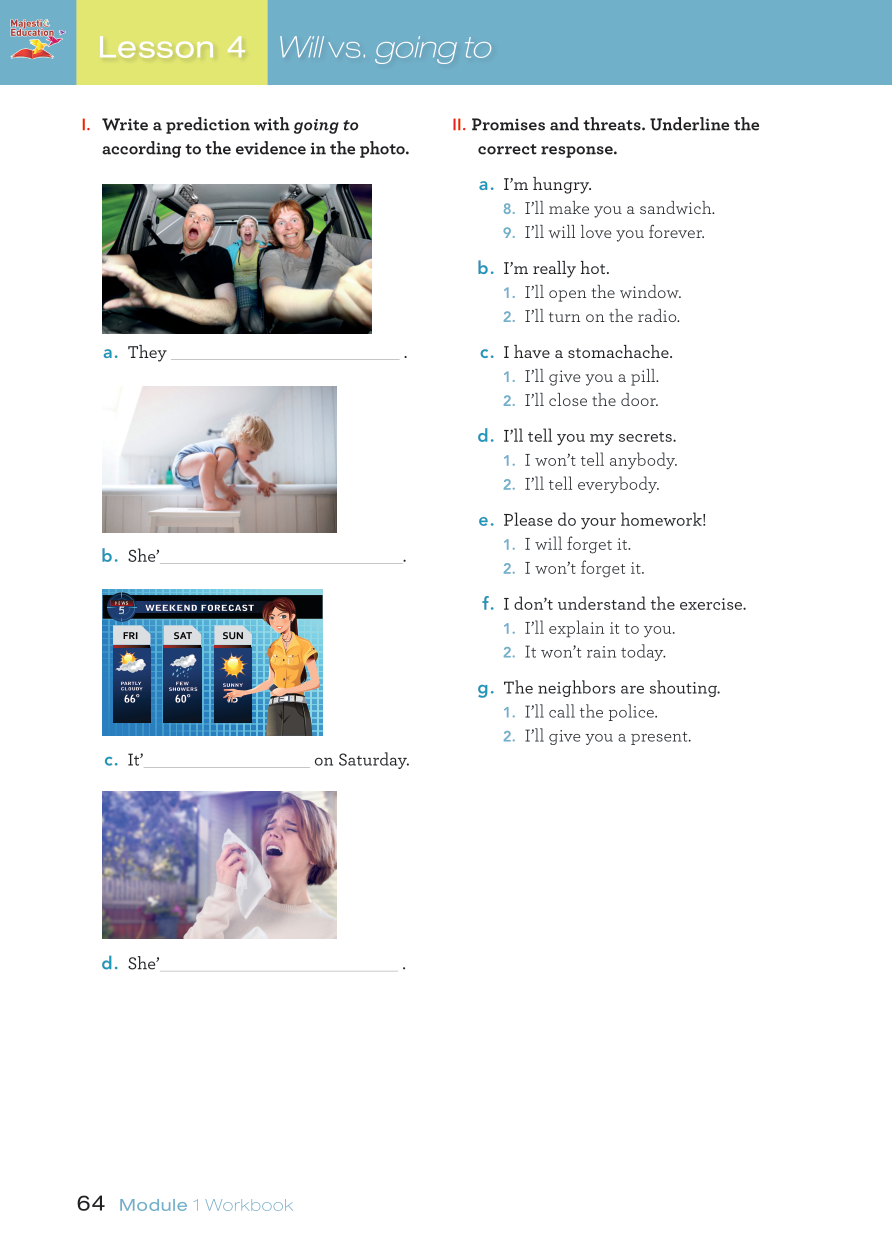 Majestic
Education
Lesson 4
Will vs. going to
I. Write a prediction with going to
according to the evidence in the photo.
a. They ______________ .
b. She’______________.
NEWS
5
WEEKEND FORECAST
FRI SAT SUN
PARTLY
CLOUDY
66°
FEW
SHOWERS
60°
SUNNY
c. It’______________ on Saturday.
d. She’______________ .
II. Promises and threats. Underline the
correct response.
a. I’m hungry.
8. I’ll make you a sandwich.
9. I’ll will love you forever.
b. I’m really hot.
1. I’ll open the window.
2. I’ll turn on the radio.
c. I have a stomachache.
1. I’ll give you a pill.
2. I’ll close the door.
d. I’ll tell you my secrets.
1. I won’t tell anybody.
2. I’ll tell everybody.
e. Please do your homework!
1. I will forget it.
2. I won’t forget it.
f. I don’t understand the exercise.
1. I’ll explain it to you.
2. It won’t rain today.
g. The neighbors are shouting.
1. I’ll call the police.
2. I’ll give you a present.
64 Module 1 Workbook